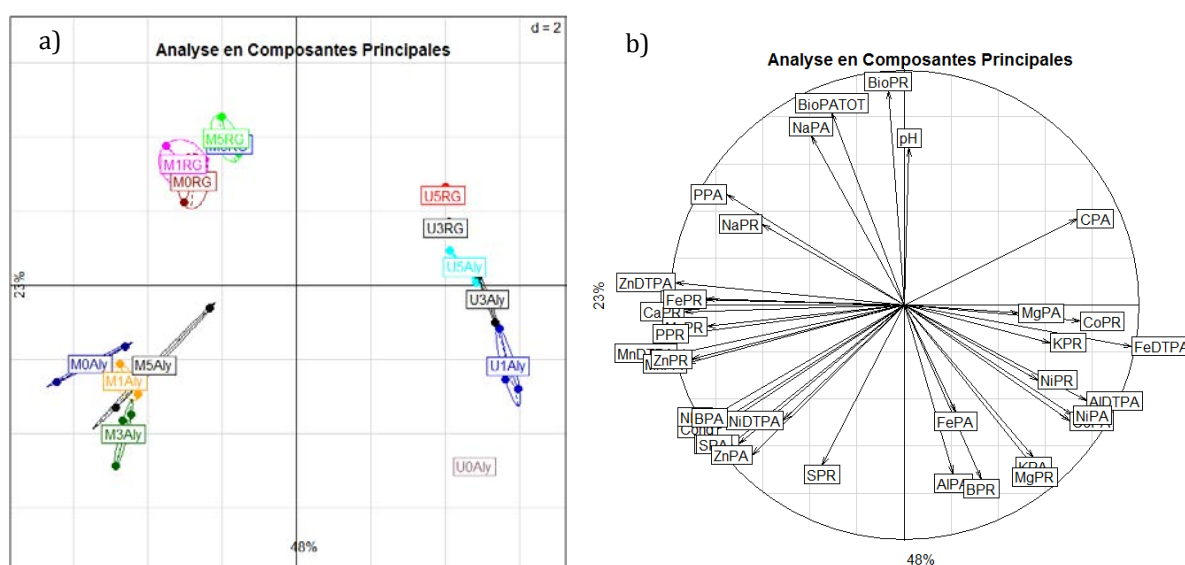 a)
d = 2
Analyse en Composantes Principales
M5RG
M1RG
M0RG
U5RG
U3RG
U5Aly
U3Aly
23%
M0Aly
M5Aly
M1Aly
U1Aly
M3Aly
U0Aly
48%
b)
Analyse en Composantes Principales
BioPR
BioPATOT
NaPA
pH
PPA
NaPR
CPA
ZnDTPA
FePR
23%
CaPR
MgPA
CoPR
PPR
KPR
FeDTPA
ZnPR
NiPR
AlDTPA
BPA
NiDTPA
FePA
NiPA
SPA
ZnPA
SPR
AlPA
BPR
KPA
MgPR
48%